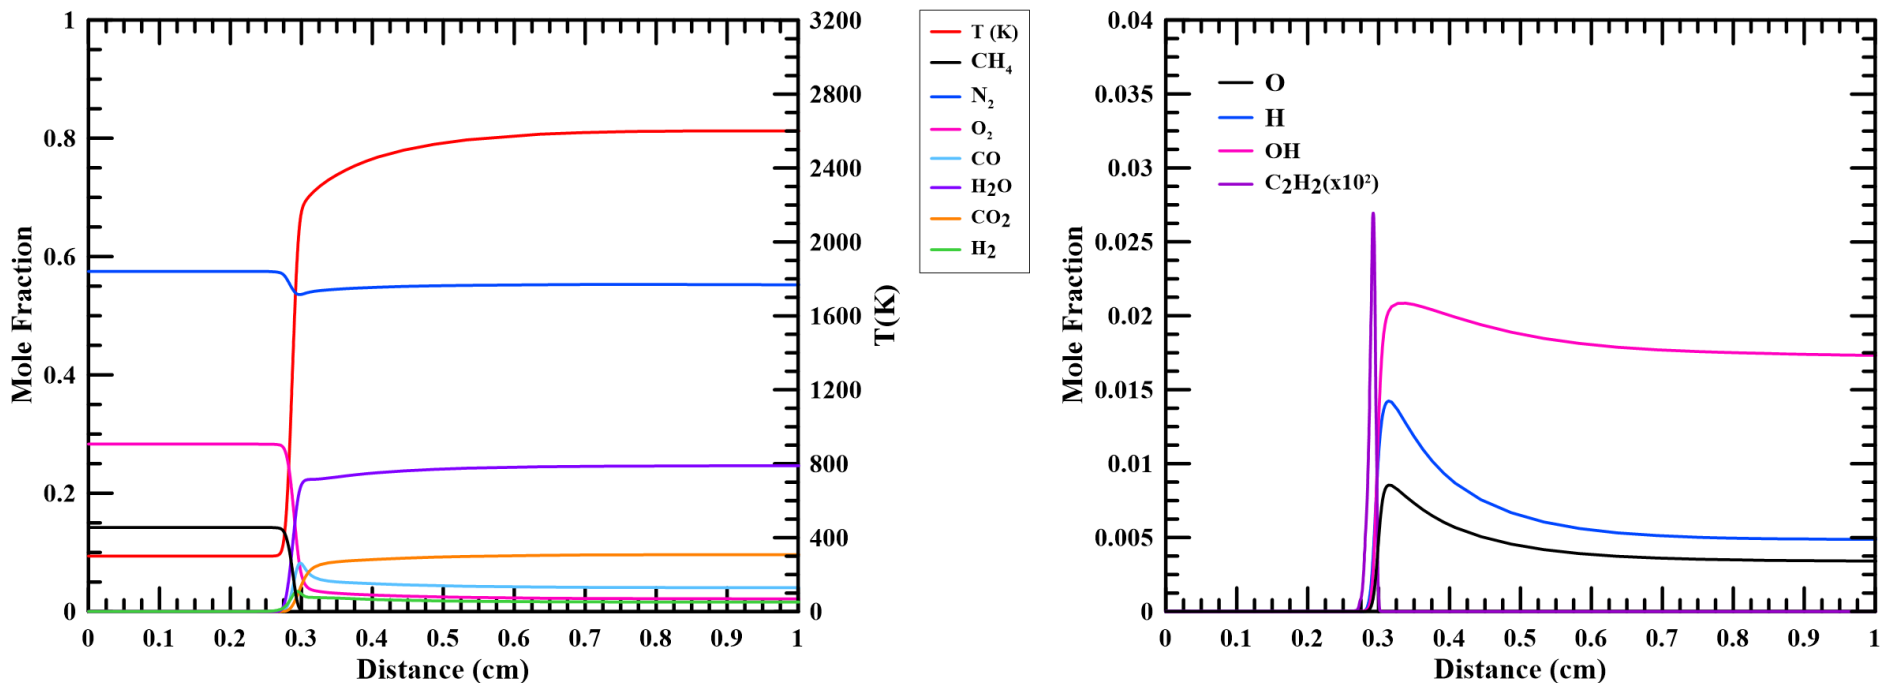 1
0.8
0.6
0.4
0.2
0
Mole Fraction
0 0.1 0.2 0.3 0.4 0.5 0.6 0.7 0.8 0.9 1
Distance (cm)
3200
2800
2400
2000
1600
1200
800
400
0
T(K)
T (K)
CH₄
N₂
O₂
CO
H2O
CO2
H2
0.04
0.035
0.03
0.025
0.02
0.015
0.01
0.005
0
Mole Fraction
O
H
OH
C2H2(x10²)
0 0.1 0.2 0.3 0.4 0.5 0.6 0.7 0.8 0.9 1
Distance (cm)